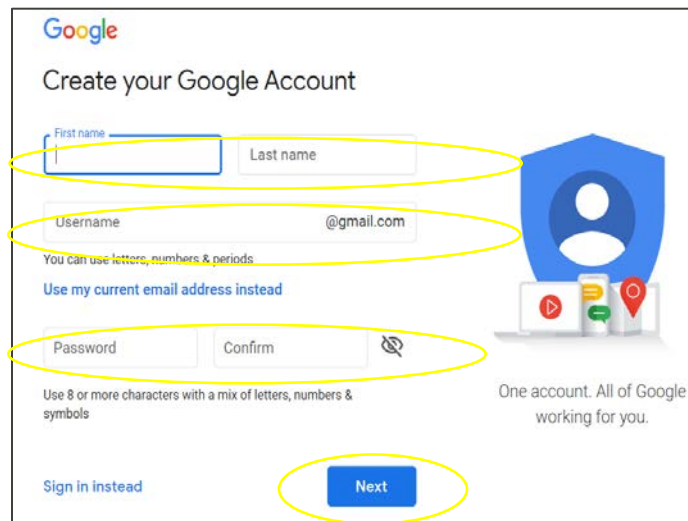 Google
Create your Google Account
First name
Last name
Username @gmail.com
You can use letters, numbers & periods
Use my current email address instead
Password Confirm
Use 8 or more characters with a mix of letters, numbers &
symbols
Sign in instead Next
One account. All of Google
working for you.